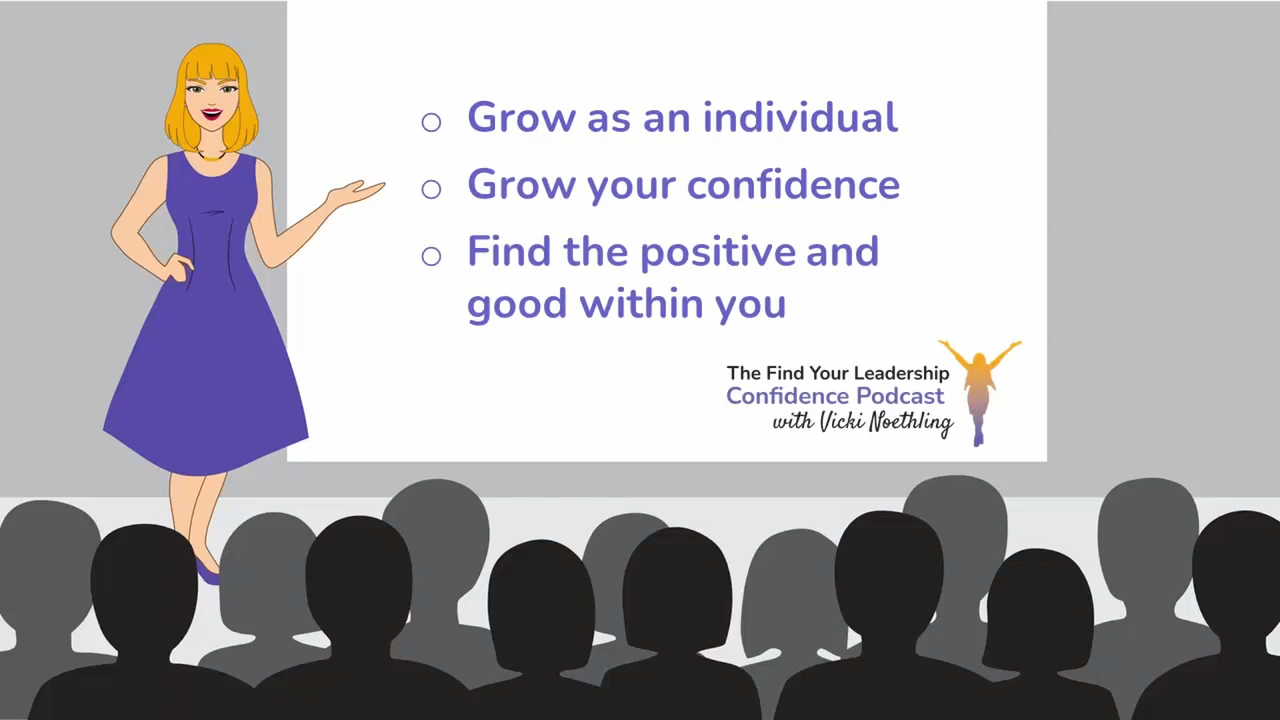 Grow as an individual
Grow your confidence
Find the positive and
good within you
The Find Your Leadership
Confidence Podcast
with Vicki Noethling